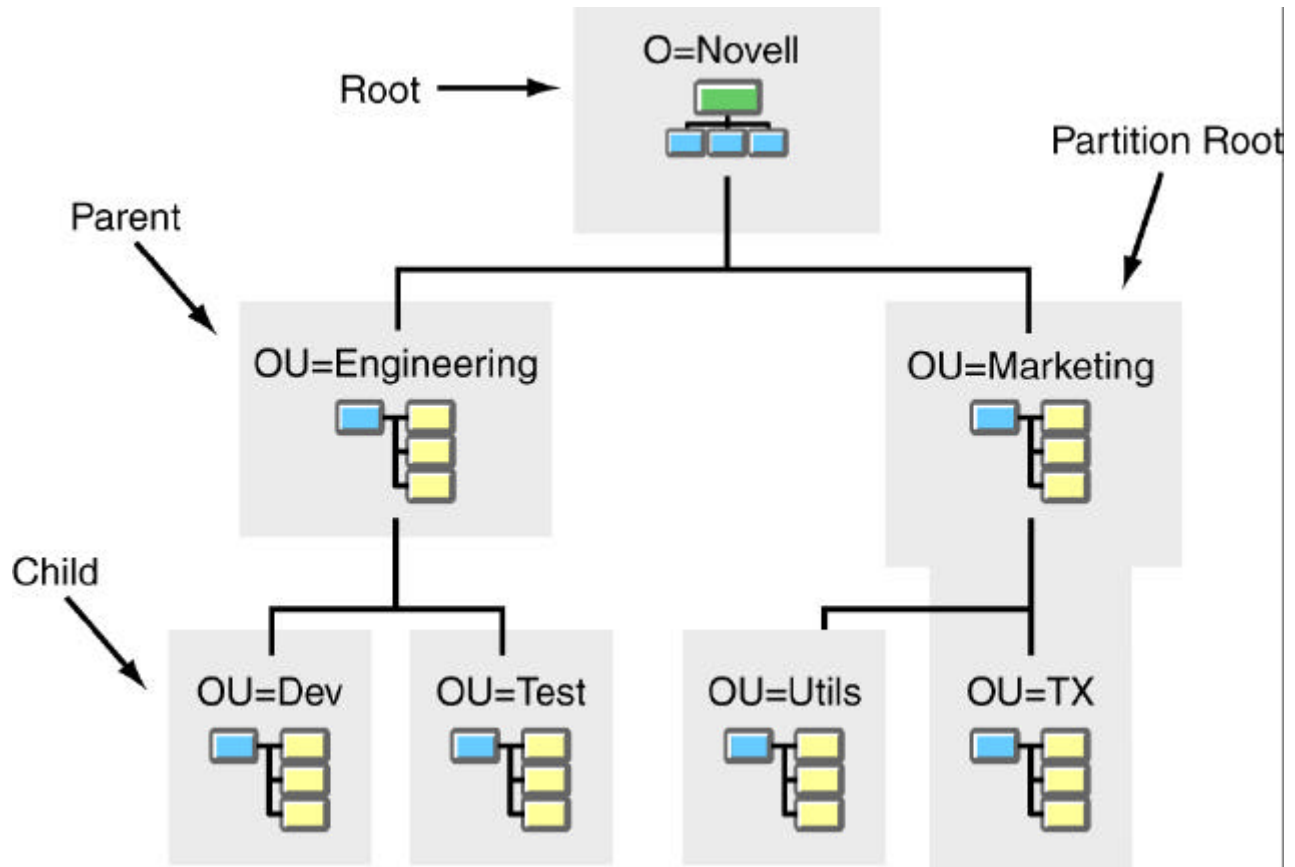 O=Novell
Root
Partition Root
Parent
OU=Engineering
OU=Marketing
Child
OU=Dev
OU=Test
OU=Utils
OU=TX